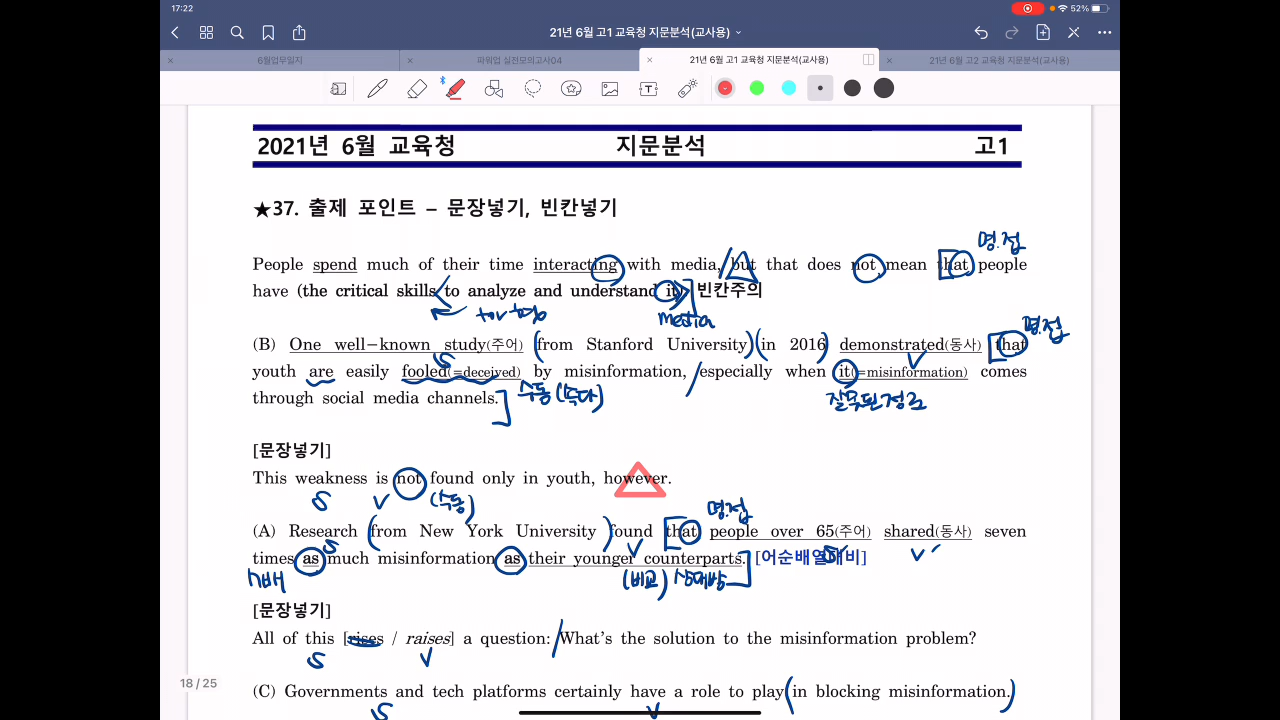 17:22
52%
21년 6월 고1 교육청 지문분석(교사용)
6월업무일지
파워업 실전모의고사04
21년 6월 고1 교육청 지문분석(교사용)
21년 6월 고2 교육청 지문분석(교사용)
2021년 6월 교육청 지문분석 고1
★37. 출제 포인트 – 문장넣기, 빈칸넣기
명.접
People spend much of their time interacting with media, but that does not mean that people
have (the critical skills to analyze and understand it) 빈칸주의
media
명.접
(B) One well-known study(주어) (from Stanford University) (in 2016) demonstrated(동사) that
S V
youth are easily fooled(=deceived) by misinformation, / especially when it(=misinformation) comes
수동(속다) 잘못된정보
through social media channels.
[문장넣기]
This weakness is not found only in youth, however.
S V (수동)
명.접
(A) Research (from New York University) found that people over 65(주어) shared(동사) seven
S V S V
times as much misinformation as their younger counterparts. [어순배열대비]
(비교) 상대방
[문장넣기]
All of this [rises / raises] a question: / What's the solution to the misinformation problem?
S V
18 / 25
(C) Governments and tech platforms certainly have a role to play (in blocking misinformation.)
S V